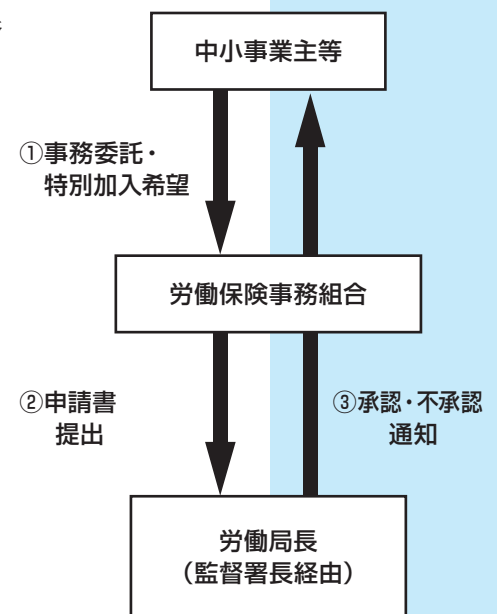 中小事業主等
①事務委託・
特別加入希望
労働保険事務組合
②申請書
提出
③承認・不承認
通知
労働局長
（監督署長経由）